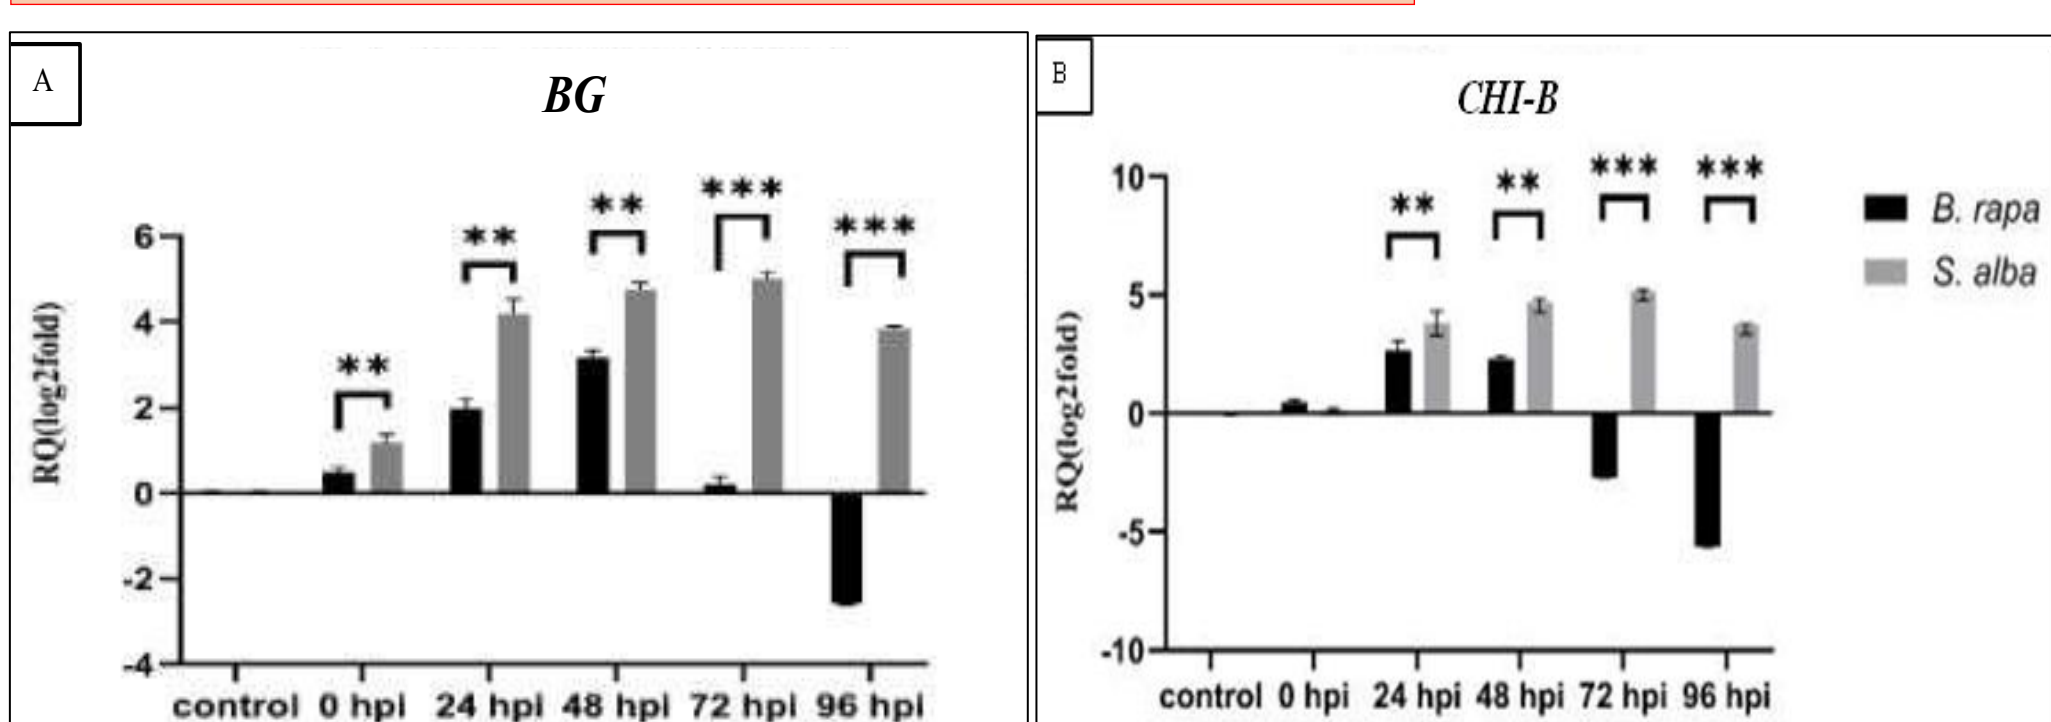 A
BG
**
**
**
***
***
6
4
2
0
-2
-4
RQ(log2fold)
control 0 hpi 24 hpi 48 hpi 72 hpi 96 hpi
B
CHI-B
**
**
***
***
10
5
0
-5
-10
RQ(log2fold)
control 0 hpi 24 hpi 48 hpi 72 hpi 96 hpi
B. rapa
S. alba